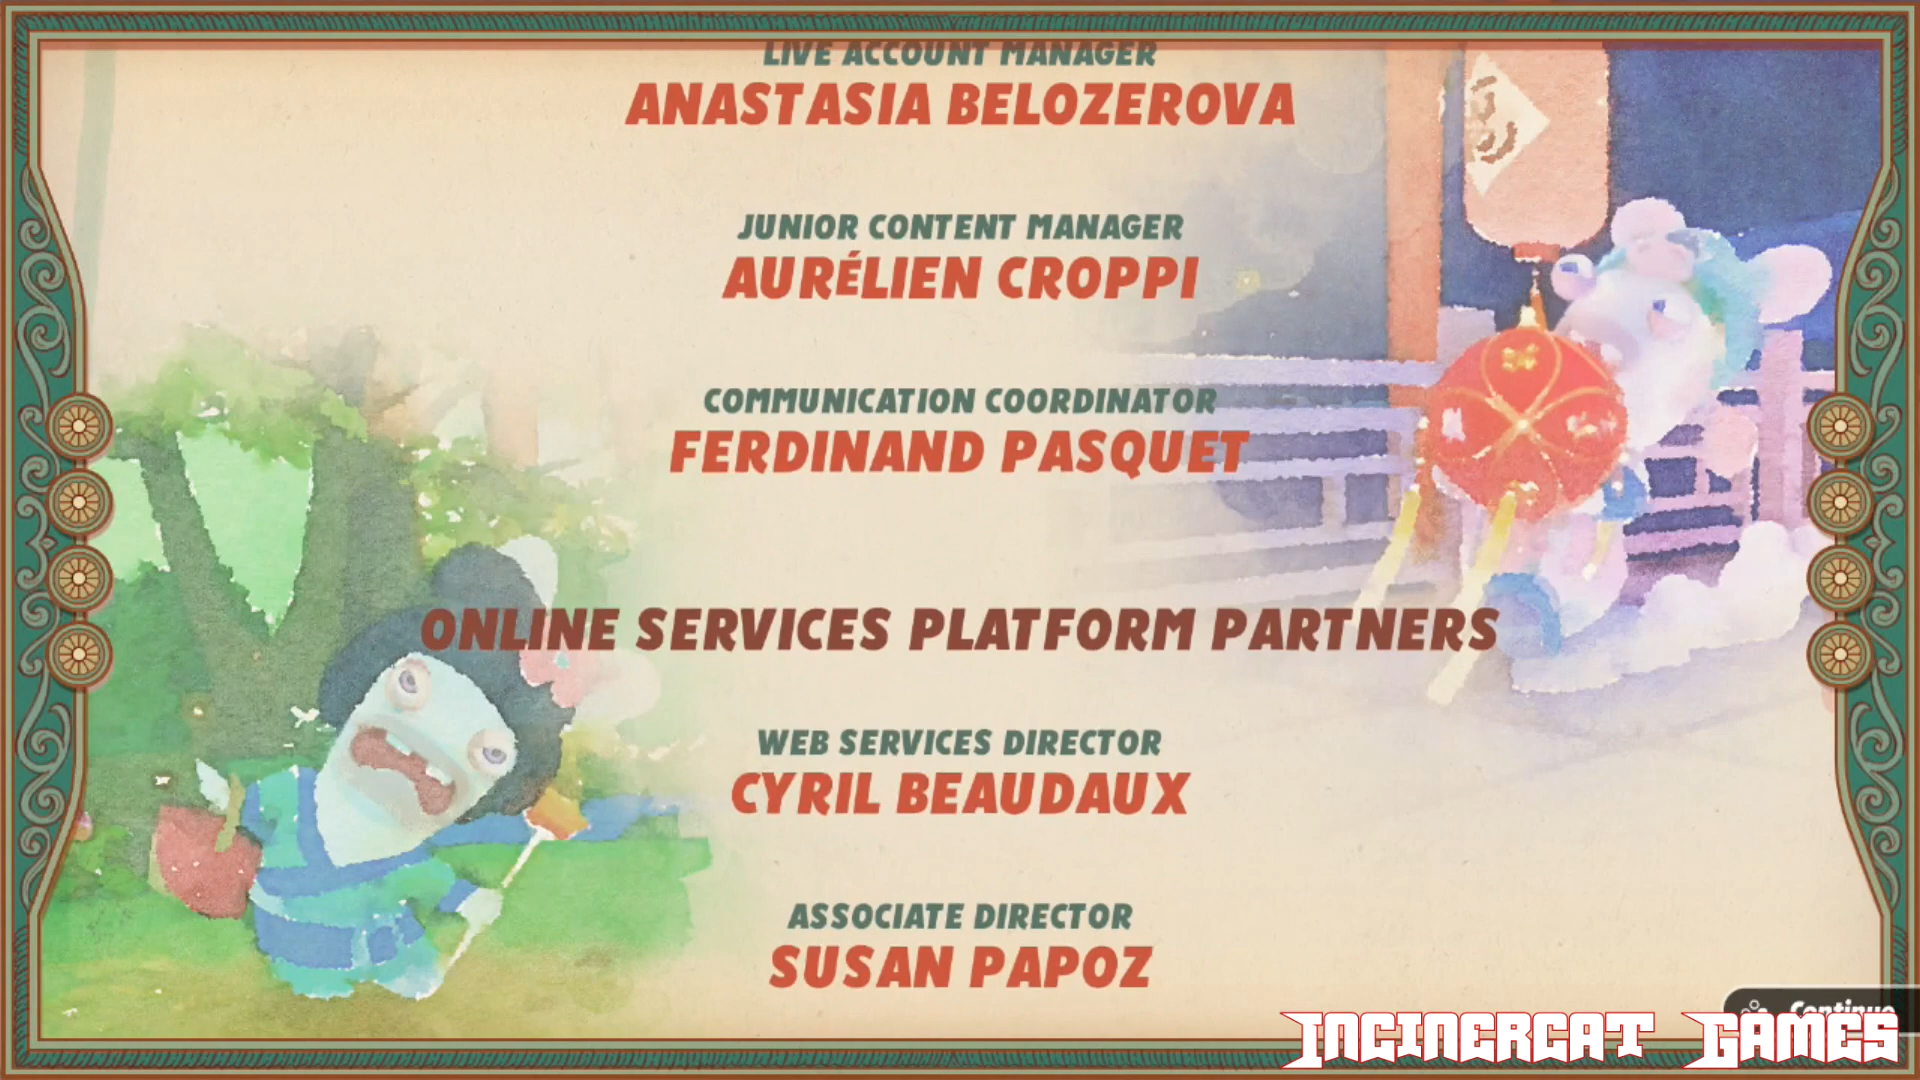 LIVE ACCOUNT MANAGER
ANASTASIA BELOZEROVA
JUNIOR CONTENT MANAGER
AURÉLIEN CROPPI
COMMUNICATION COORDINATOR
FERDINAND PASQUET
ONLINE SERVICES PLATFORM PARTNERS
WEB SERVICES DIRECTOR
CYRIL BEAUDAUX
ASSOCIATE DIRECTOR
SUSAN PAPOZ
Continue
INCINERCAT GAMES